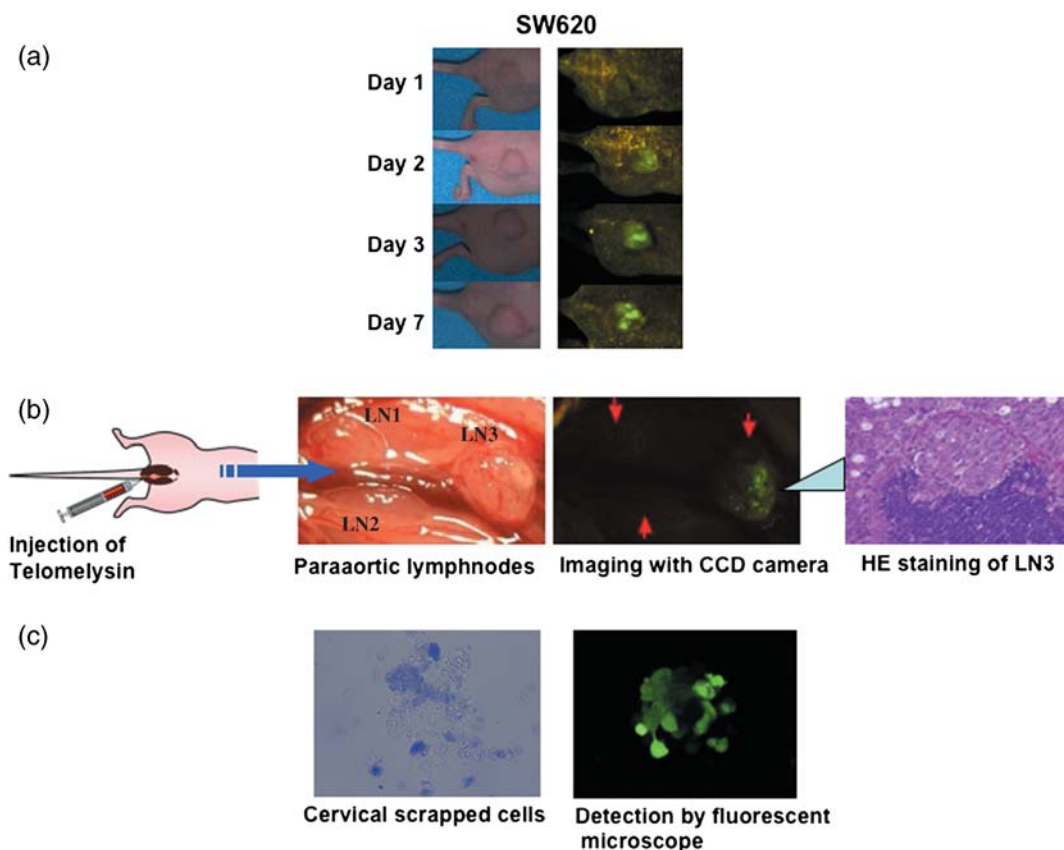 SW620
(a)
Day 1
Day 2
Day 3
Day 7
(b)
LN1
LN3
LN2
Injection of
Telomelysin
Paraaortic lymphnodes
Imaging with CCD camera
HE staining of LN3
(c)
Cervical scrapped cells
Detection by fluorescent
microscope